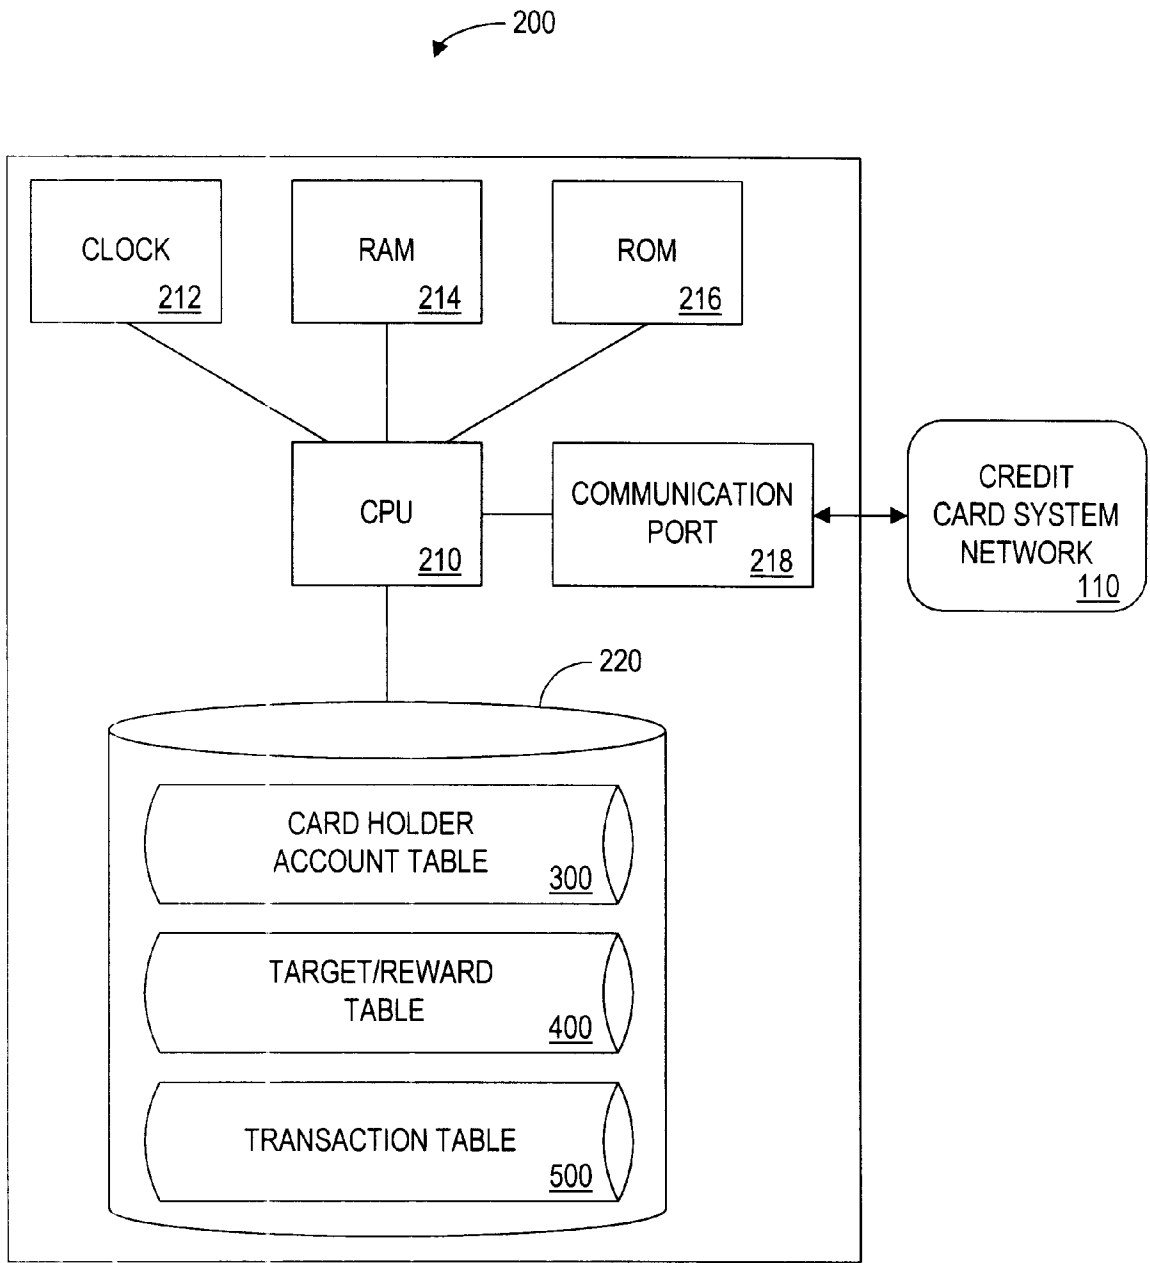 200
CLOCK
212
RAM
214
ROM
216
CPU
210
COMMUNICATION
PORT
218
CREDIT
CARD SYSTEM
NETWORK
110
220
CARD HOLDER
ACCOUNT TABLE
300
TARGET/REWARD
TABLE
400
TRANSACTION TABLE
500